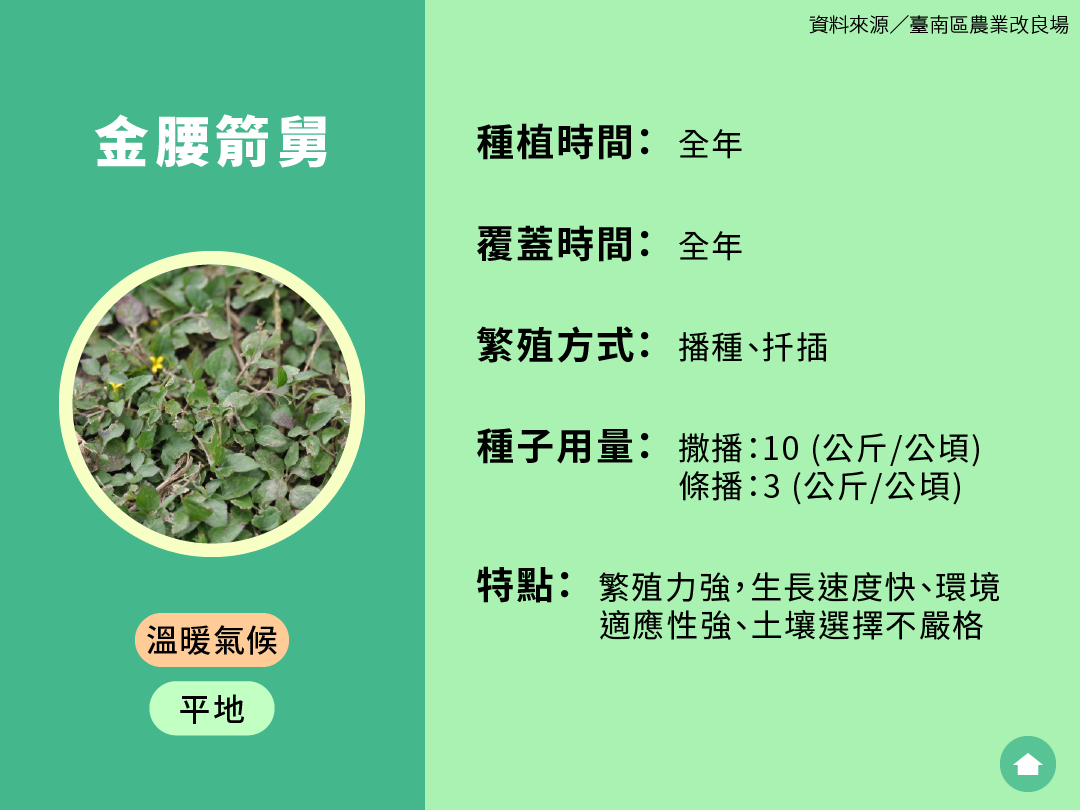 資料來源／臺南區農業改良場
金腰箭舅
溫暖氣候
平地
種植時間： 全年
覆蓋時間： 全年
繁殖方式： 播種、扦插
種子用量： 撒播：10 (公斤/公頃)
條播：3 (公斤/公頃)
特點： 繁殖力強，生長速度快、環境
適應性強、土壤選擇不嚴格